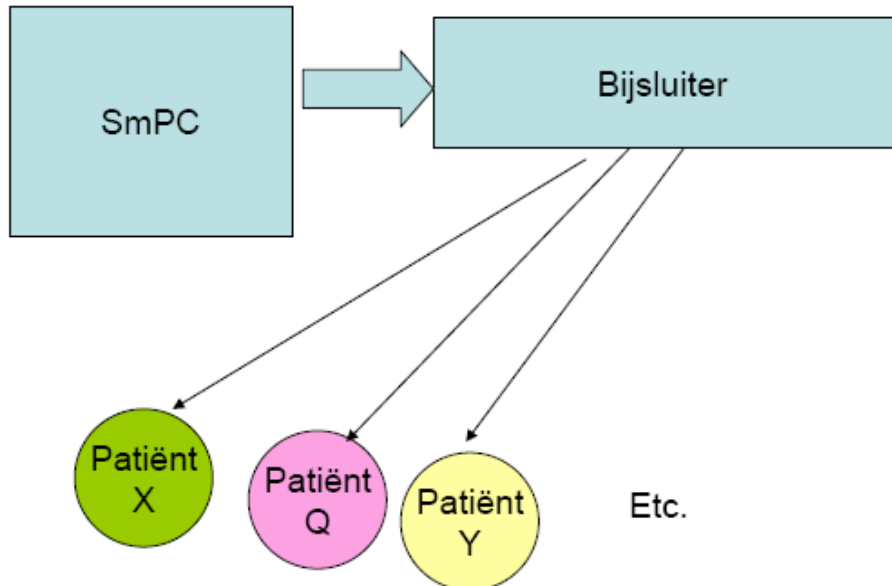 SmPC
Bijsluiter
Patiënt
X
Patiënt
Q
Patiënt
Y
Etc.